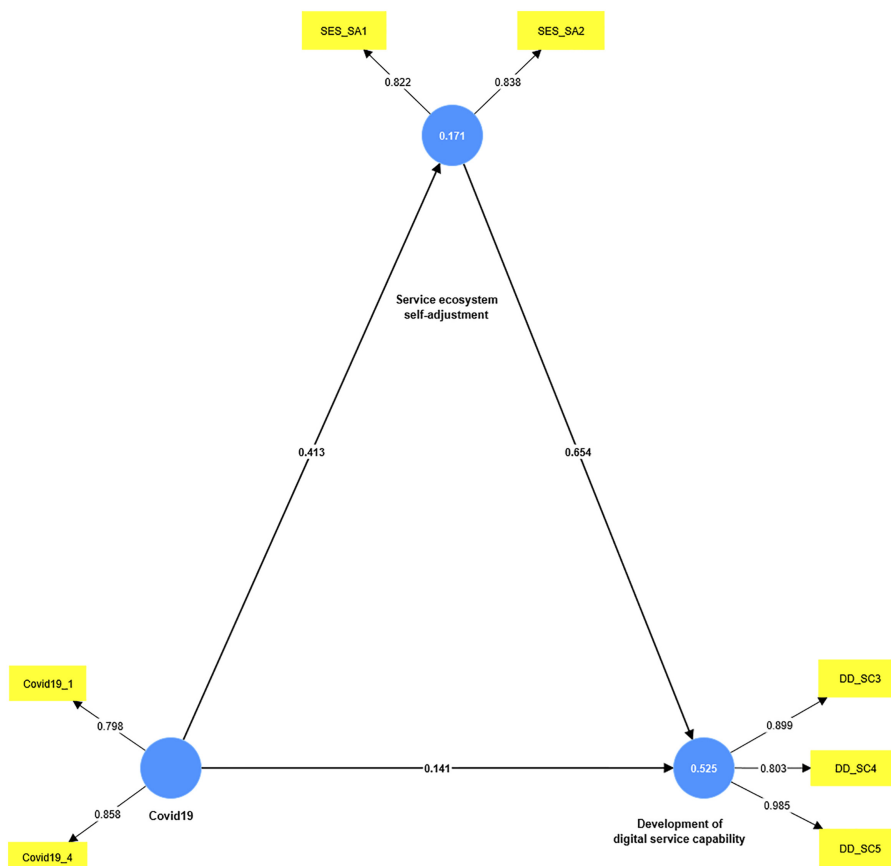 SES_SA1
SES_SA2
0.822
0.838
0.171
Service ecosystem
self-adjustment
0.413
0.654
Covid19_1
DD_SC3
0.798
0.899
0.141
0.525
0.803
DD_SC4
0.858
Covid19
Development of
digital service capability
0.985
Covid19_4
DD_SC5